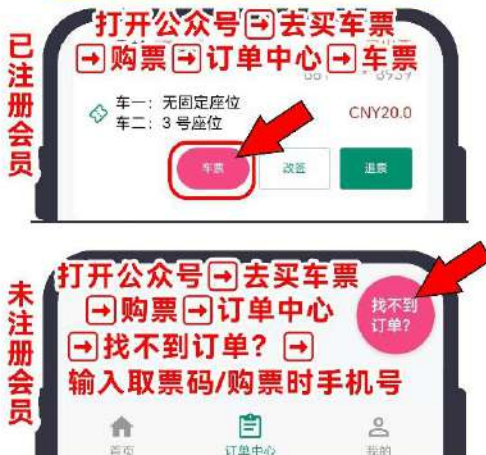 已注册会员
打开公众号➡去买车票
➡购票➡订单中心➡车票
车一：无固定座位
车二：3 号座位
CNY20.0
车票
改签
退票
未注册会员
打开公众号➡去买车票
➡购票➡订单中心
➡找不到订单？➡
输入取票码/购票时手机号
找不到
订单？
首页
订单中心
我的